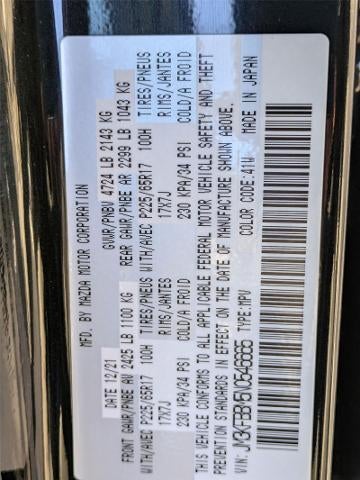 MFD. BY MAZDA MOTOR CORPORATION
DATE 12/21 GVWR/PNBV 4724 LB 2143 KG
FRONT GAWR/PNBE AV 2425 LB 1100 KG REAR GAWR/PNBE AR 2299 LB 1043 KG
TIRES/PNEUS TIRES/PNEUS
WITH/AVEC P225/65R17 100H WITH/AVEC P225/65R17 100H
17X7J RIMS/JANTES 17X7J RIMS/JANTES
230 KPA/34 PSI COLD/A FROID 230 KPA/34 PSI COLD/A FROID
THIS VEHICLE CONFORMS TO ALL APPLICABLE FEDERAL MOTOR VEHICLE SAFETY AND THEFT
STANDARDS IN EFFECT ON THE DATE OF MANUFACTURE SHOWN ABOVE.
MADE IN JAPAN
VIN: TYPE:MPV COLOR CODE:41W